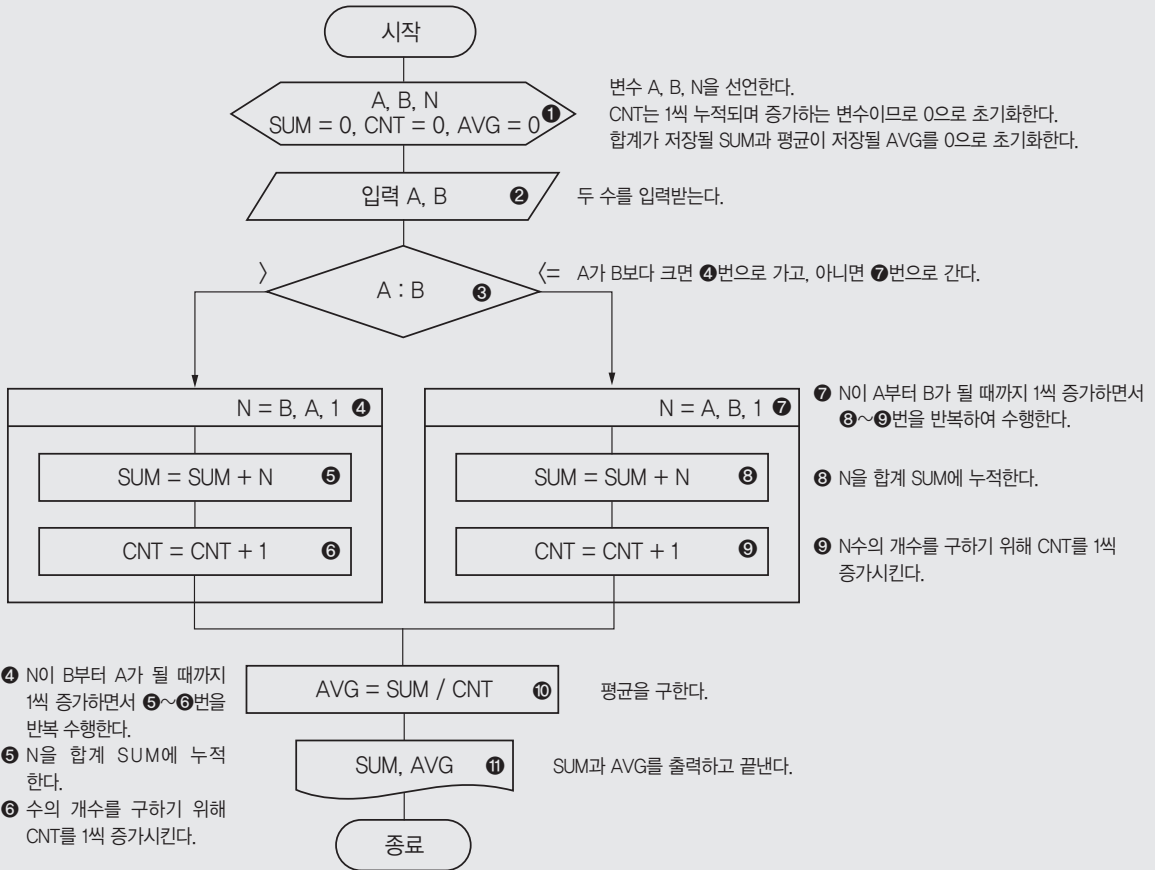 시작
A, B, N
SUM = 0, CNT = 0, AVG = 0 ❶
변수 A, B, N을 선언한다.
CNT는 1씩 누적되며 증가하는 변수이므로 0으로 초기화한다.
합계가 저장될 SUM과 평균이 저장될 AVG를 0으로 초기화한다.
입력 A, B ❷
두 수를 입력받는다.
〉
A : B ❸
〈=
A가 B보다 크면 ❹번으로 가고, 아니면 ❼번으로 간다.
N = B, A, 1 ❹
SUM = SUM + N ❺
CNT = CNT + 1 ❻
N = A, B, 1 ❼
SUM = SUM + N ❽
CNT = CNT + 1 ❾
❼ N이 A부터 B가 될 때까지 1씩 증가하면서
❽~❾번을 반복하여 수행한다.
❽ N을 합계 SUM에 누적한다.
❾ N수의 개수를 구하기 위해 CNT를 1씩
증가시킨다.
❹ N이 B부터 A가 될 때까지
1씩 증가하면서 ❺~❻번을
반복 수행한다.
❺ N을 합계 SUM에 누적
한다.
❻ 수의 개수를 구하기 위해
CNT를 1씩 증가시킨다.
AVG = SUM / CNT ❿
평균을 구한다.
SUM, AVG ⓫
SUM과 AVG를 출력하고 끝낸다.
종료